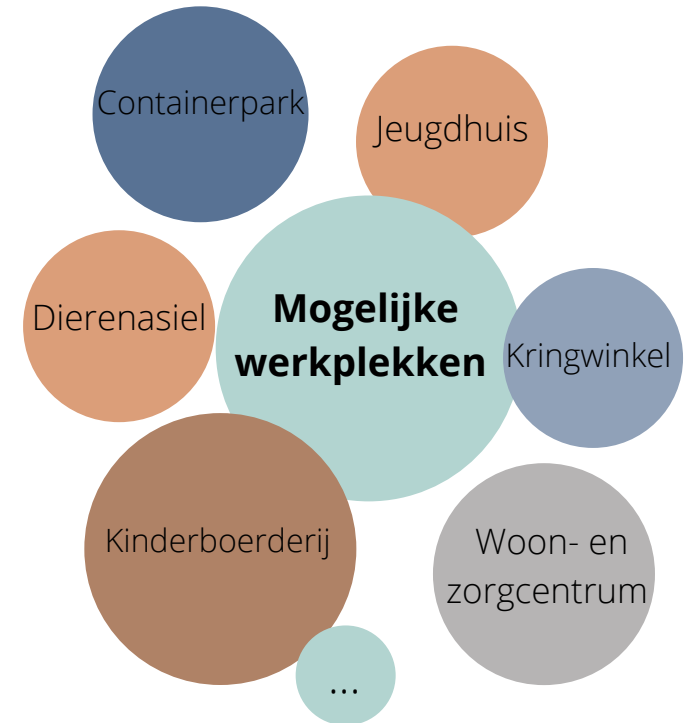 Containerpark
Jeugdhuis
Dierenasiel
Mogelijke
werkplekken
Kringwinkel
Kinderboerderij
Woon- en
zorgcentrum
...